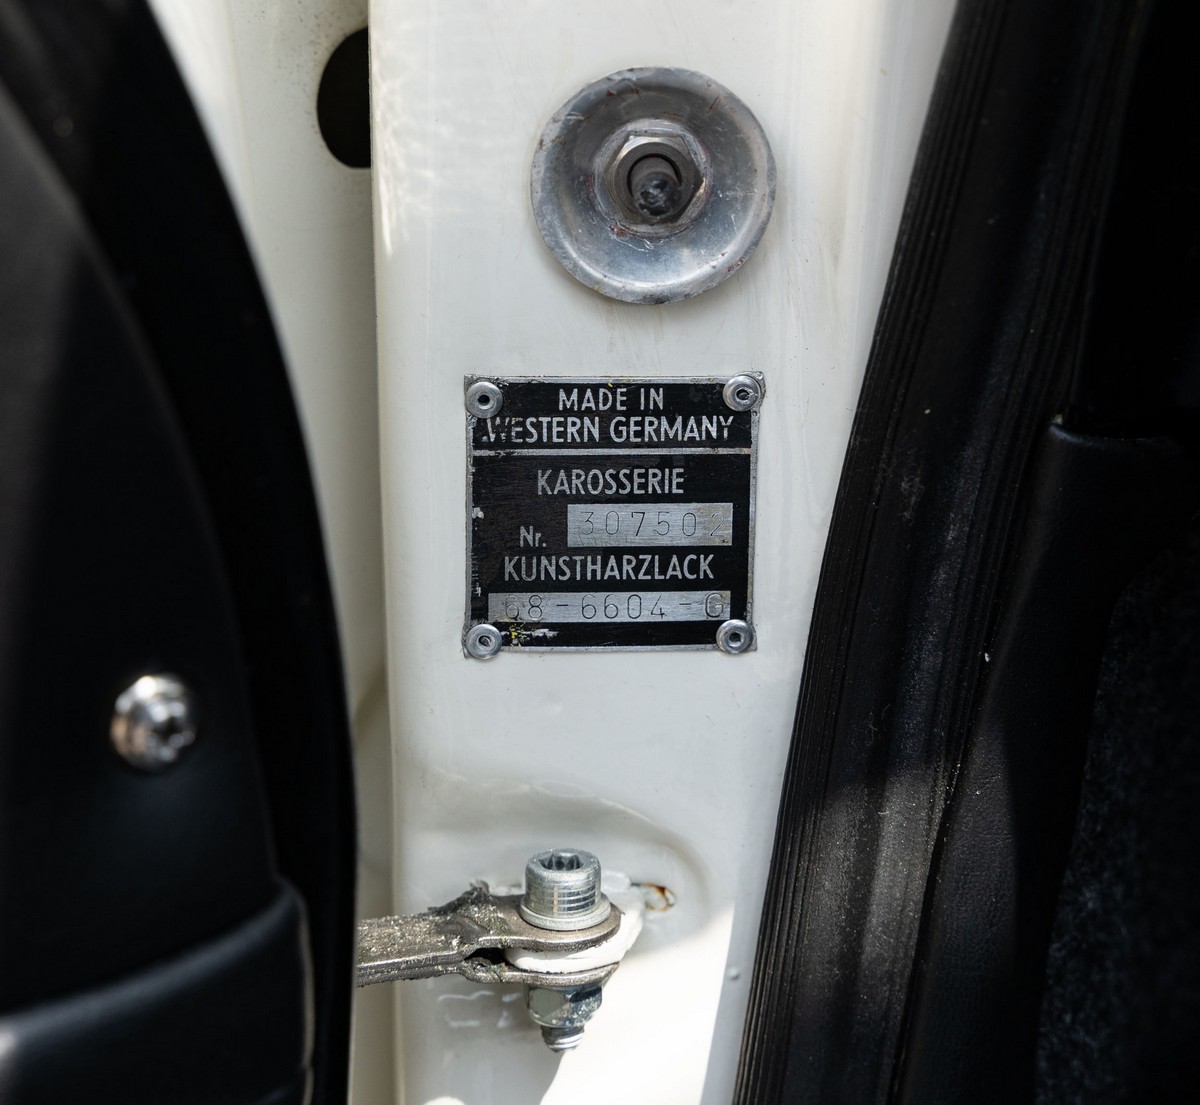 MADE IN
WESTERN GERMANY
KAROSSERIE
Nr. 307502
KUNSTHARZLACK
68-6604-G